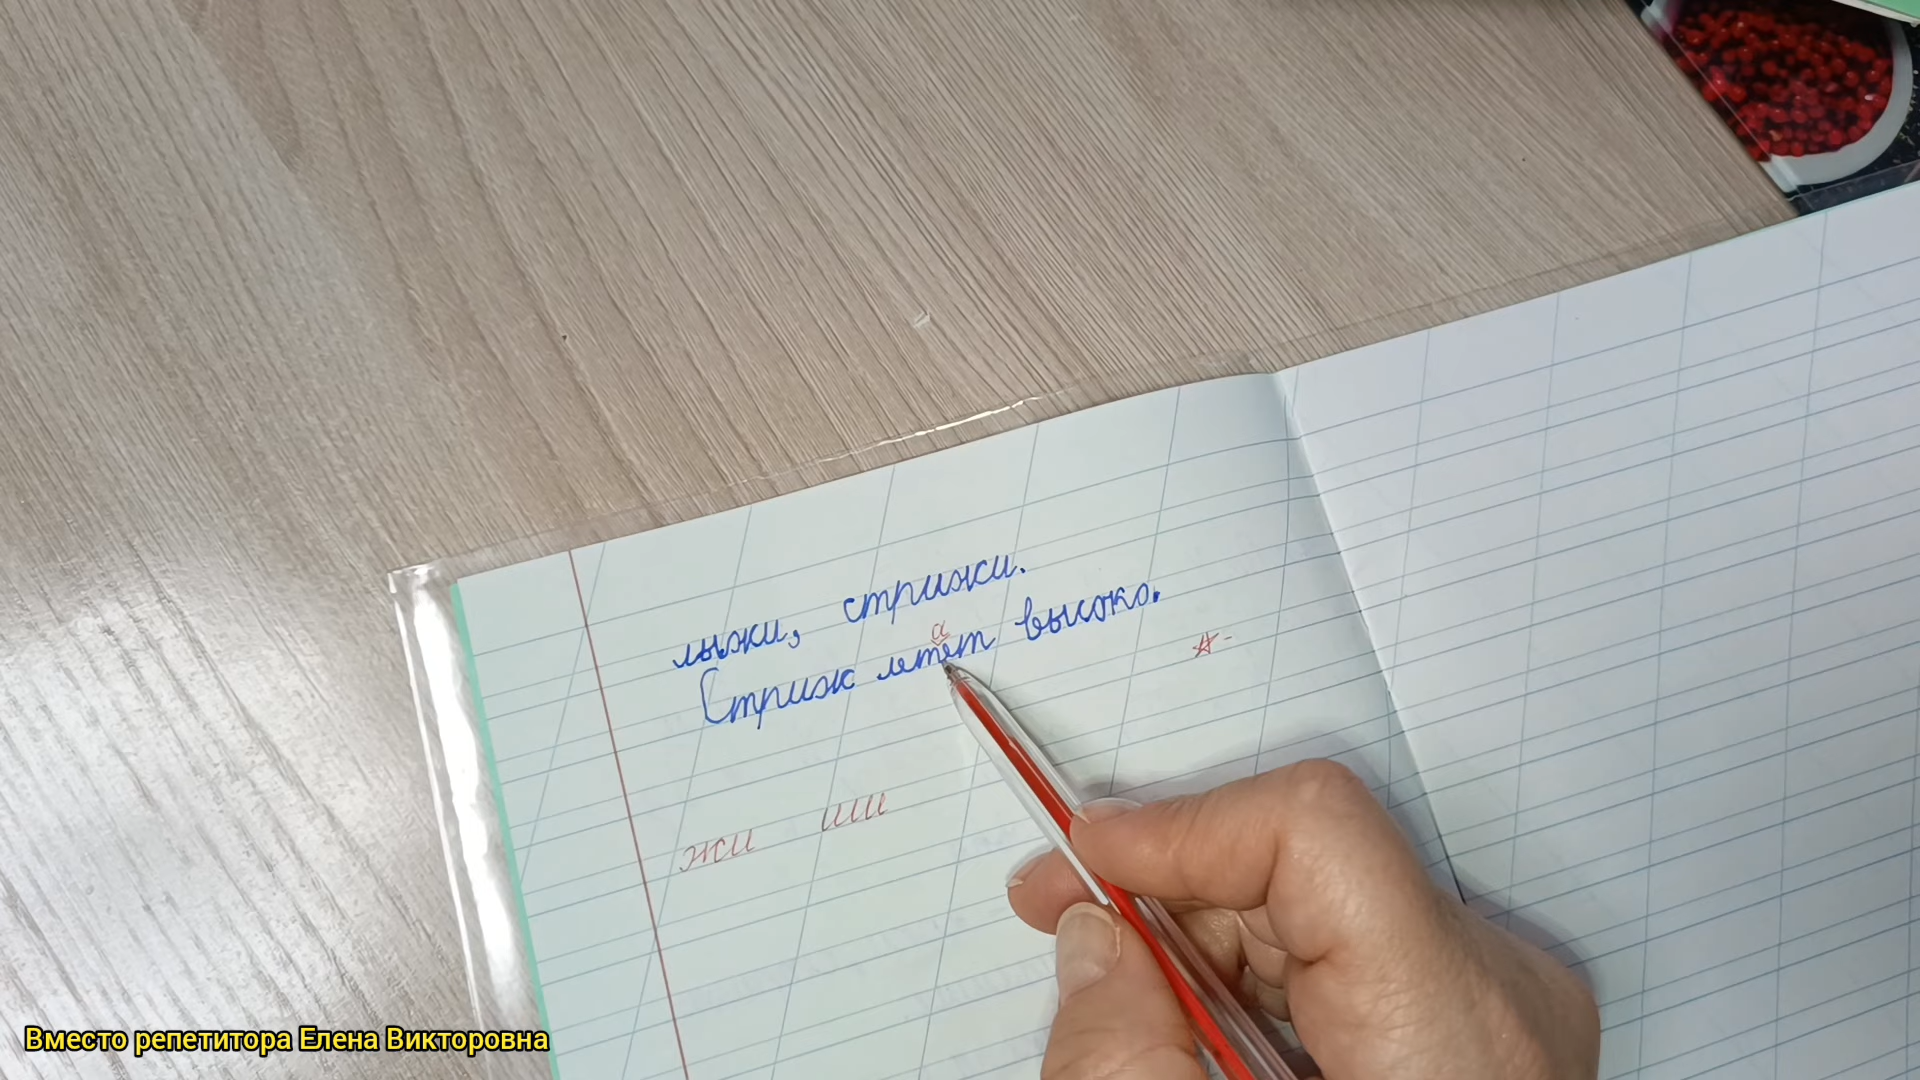 лыжи, стрижи.
а
Стриж летет высоко.
жи ши
Вместо репетитора Елена Викторовна